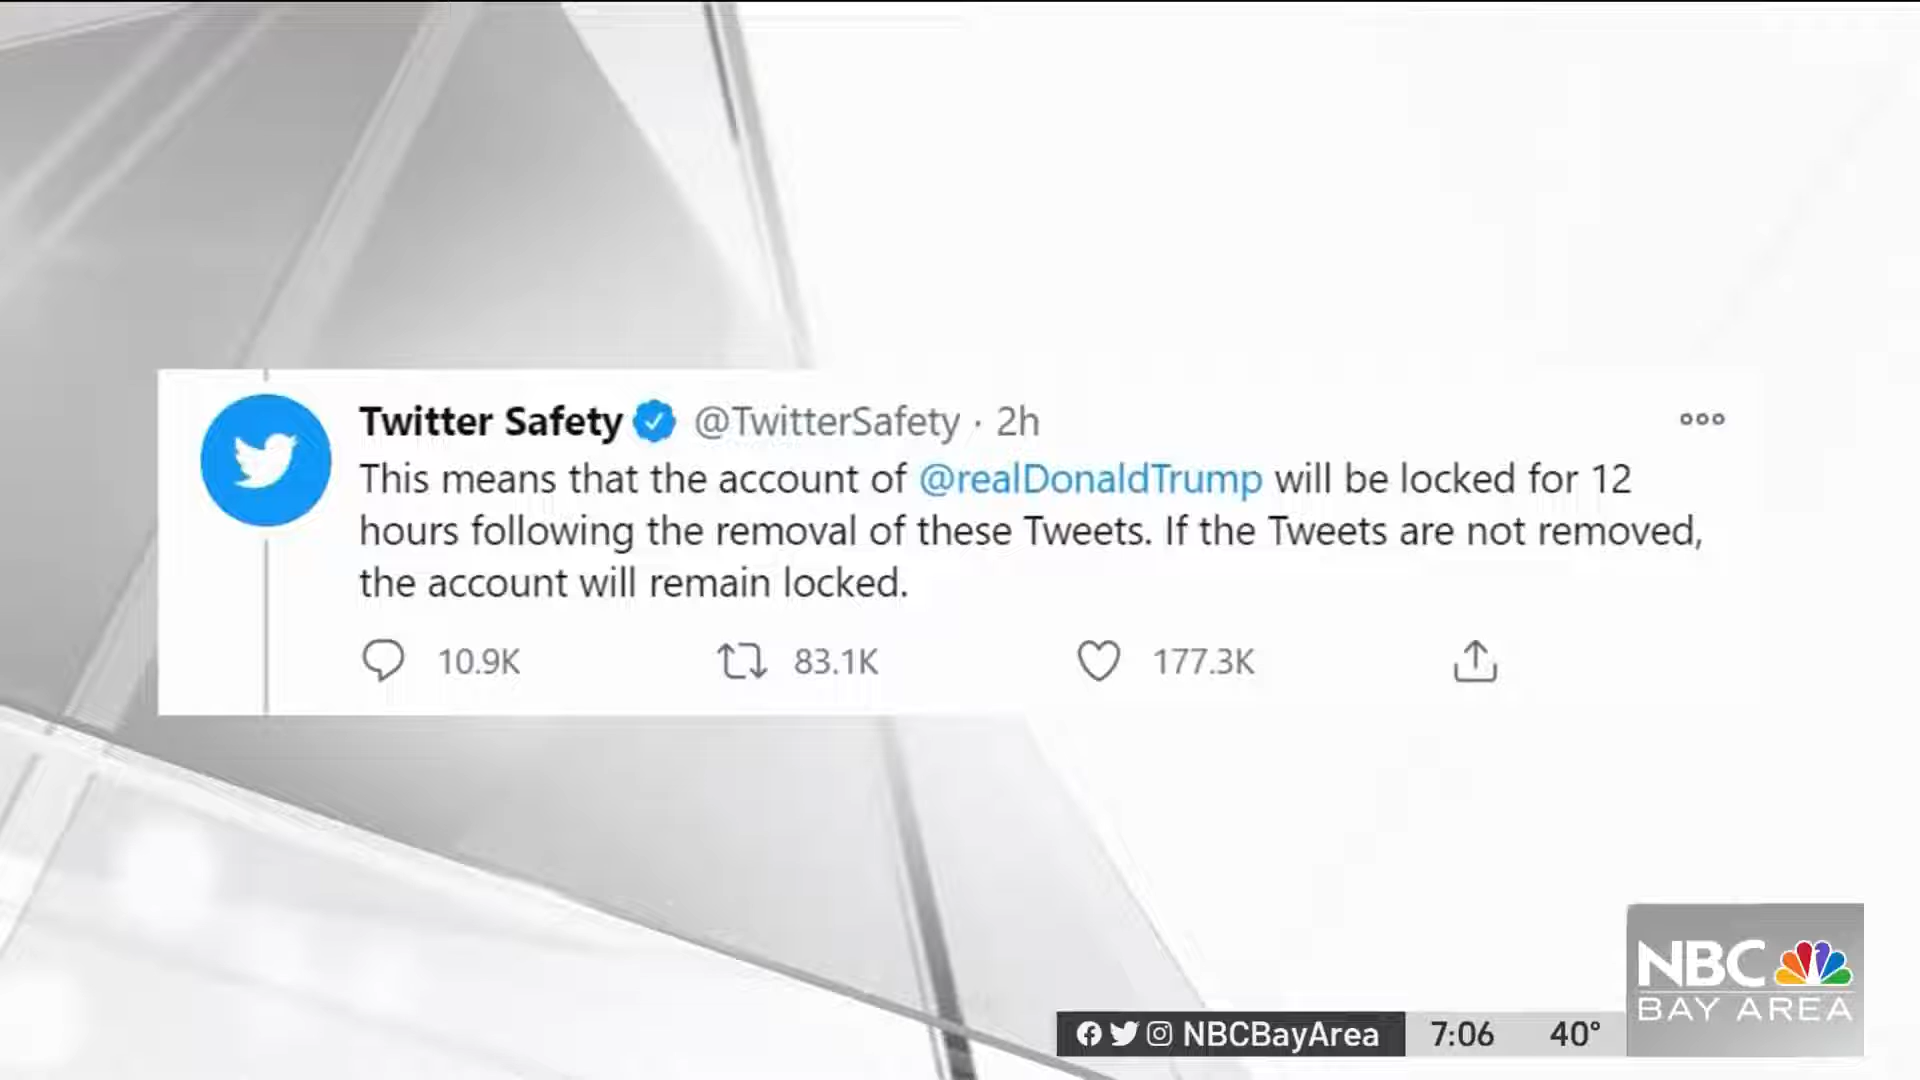 Twitter Safety @TwitterSafety · 2h
This means that the account of @realDonaldTrump will be locked for 12
hours following the removal of these Tweets. If the Tweets are not removed,
the account will remain locked.
10.9K 83.1K 177.3K
NBC
BAY AREA
NBCBayArea 7:06 40°